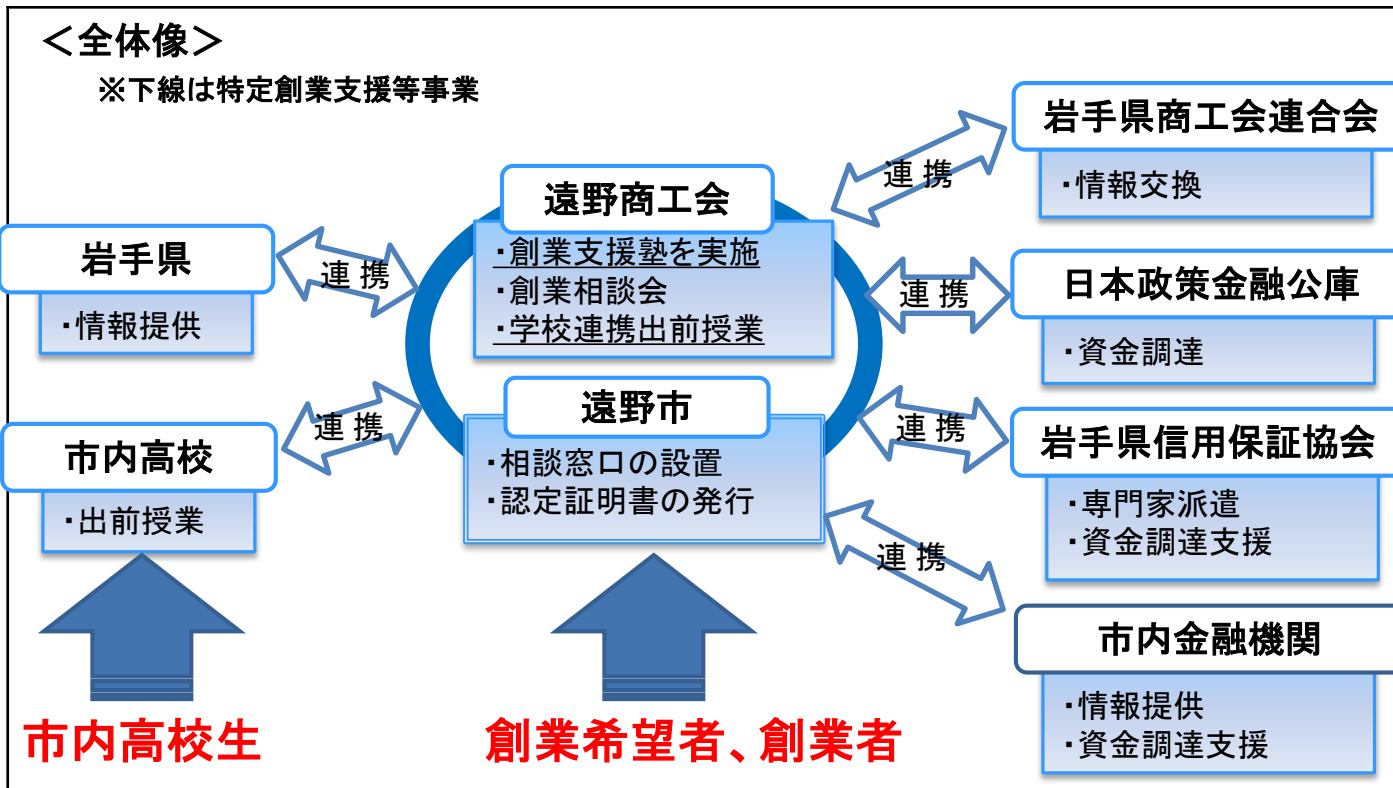 ＜全体像＞
※下線は特定創業支援等事業
岩手県
・情報提供
連 携
市内高校
・出前授業
連 携
市内高校生
遠野商工会
・創業支援塾を実施
・創業相談会
・学校連携出前授業
遠野市
・相談窓口の設置
・認定証明書の発行
創業希望者、創業者
連 携
岩手県商工会連合会
・情報交換
連 携
日本政策金融公庫
・資金調達
連 携
岩手県信用保証協会
・専門家派遣
・資金調達支援
連 携
市内金融機関
・情報提供
・資金調達支援